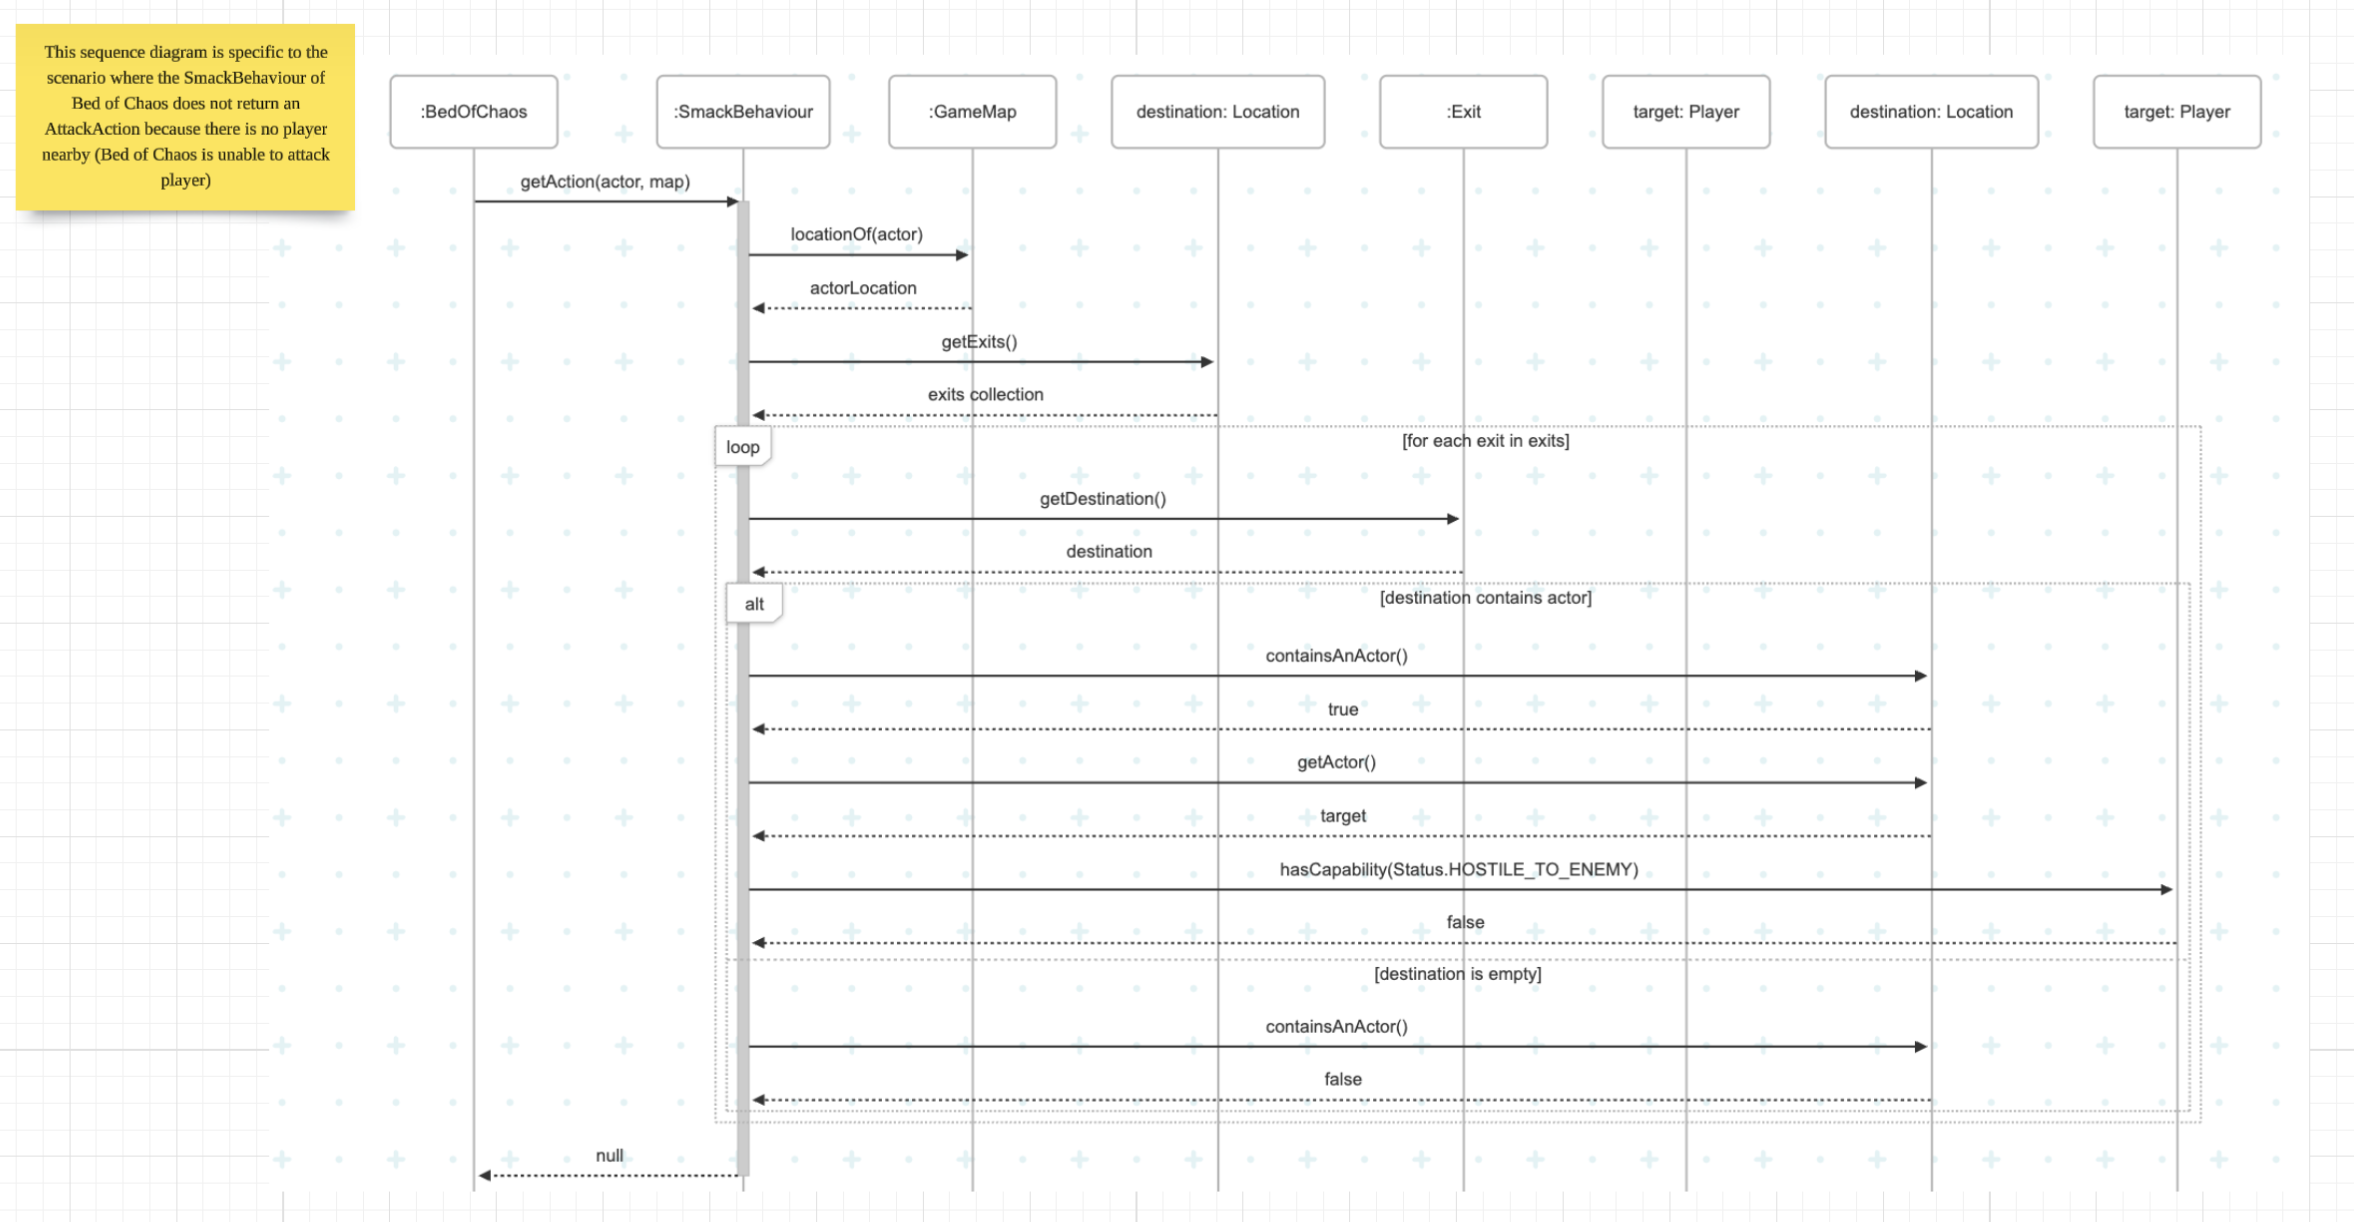 This sequence diagram is specific to the
scenario where the SmackBehaviour of
Bed of Chaos does not return an
AttackAction because there is no player
nearby (Bed of Chaos is unable to attack
player)
:BedOfChaos
:SmackBehaviour
:GameMap
destination: Location
:Exit
target: Player
destination: Location
target: Player
getAction(actor, map)
locationOf(actor)
actorLocation
getExits()
exits collection
loop
[for each exit in exits]
getDestination()
destination
alt
[destination contains actor]
containsAnActor()
true
getActor()
target
hasCapability(Status.HOSTILE_TO_ENEMY)
false
[destination is empty]
containsAnActor()
false
null